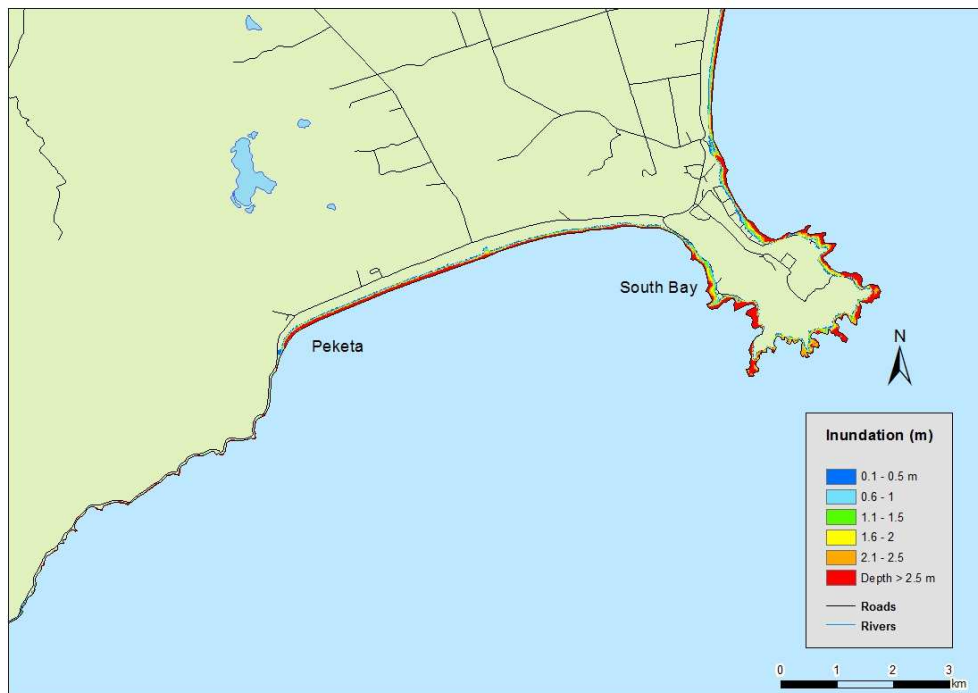 South Bay
Peketa
N
Inundation (m)
0.1 - 0.5 m
0.6 - 1
1.1 - 1.5
1.6 - 2
2.1 - 2.5
Depth > 2.5 m
Roads
Rivers
0 1 2 3
km